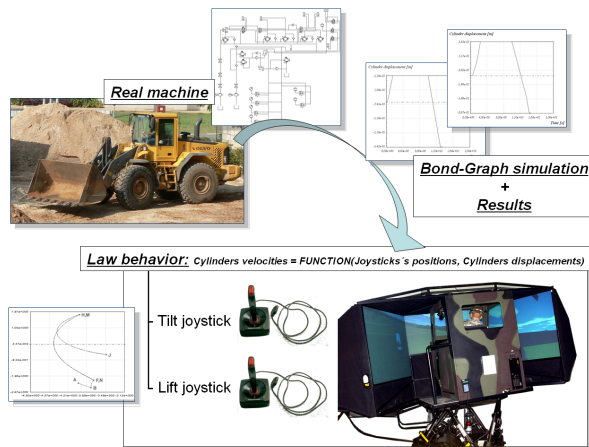 Real machine
VOLVO
Cylinder displacement [m]
Cylinder displacement [m]
Time [s]
Bond-Graph simulation
+
Results
Law behavior: Cylinders velocities = FUNCTION(Joysticks´s positions, Cylinders displacements)
Tilt joystick
Lift joystick
H,M
J
A
F,N
B